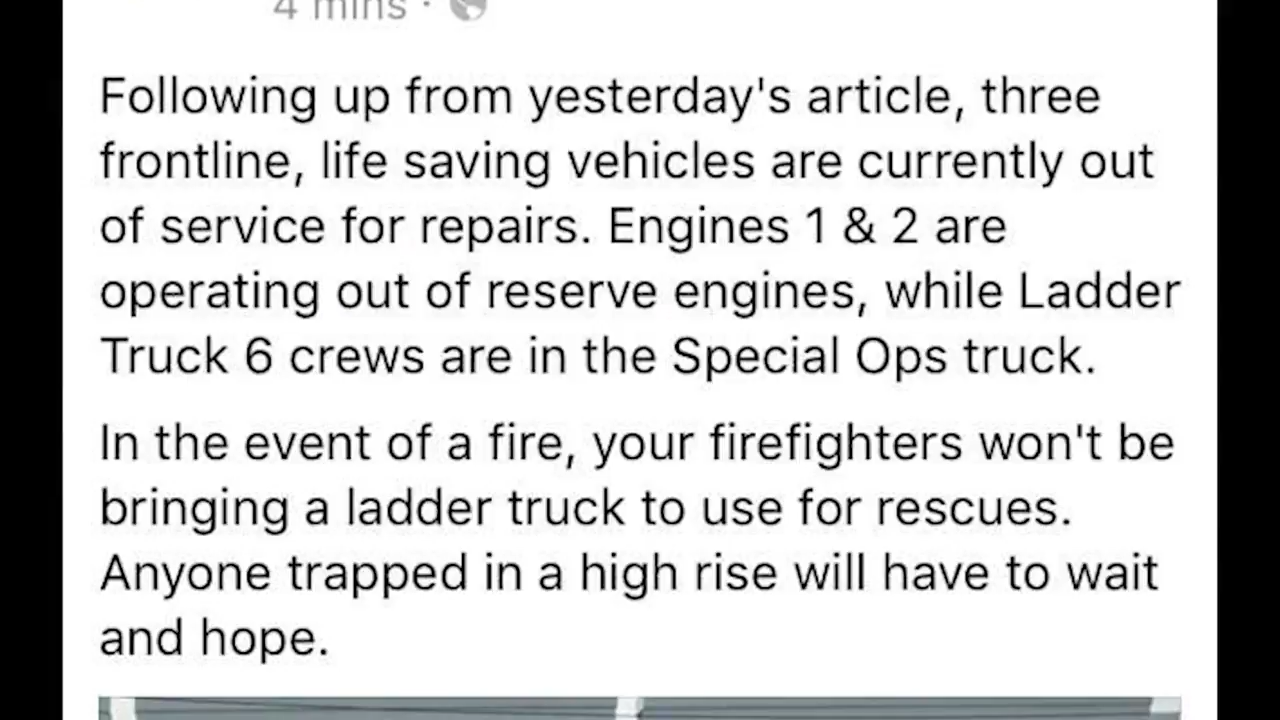 4 mins ·
Following up from yesterday's article, three
frontline, life saving vehicles are currently out
of service for repairs. Engines 1 & 2 are
operating out of reserve engines, while Ladder
Truck 6 crews are in the Special Ops truck.
In the event of a fire, your firefighters won't be
bringing a ladder truck to use for rescues.
Anyone trapped in a high rise will have to wait
and hope.